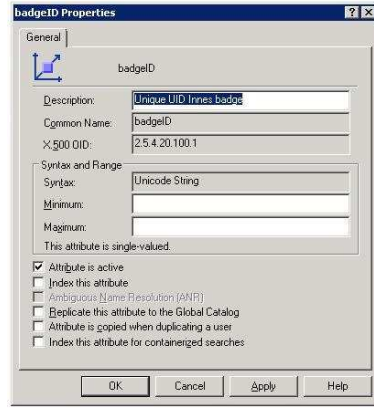 badgeID Properties
General
badgeID
Description: Unique UID Innes badge
Common Name: badgeID
X.500 OID: 2.5.4.20.100.1
Syntax and Range
Syntax: Unicode String
Minimum:
Maximum:
This attribute is single-valued.
Attribute is active
Index this attribute
Ambiguous Name Resolution (ANR)
Replicate this attribute to the Global Catalog
Attribute is copied when duplicating a user
Index this attribute for containerized searches
OK Cancel Apply Help